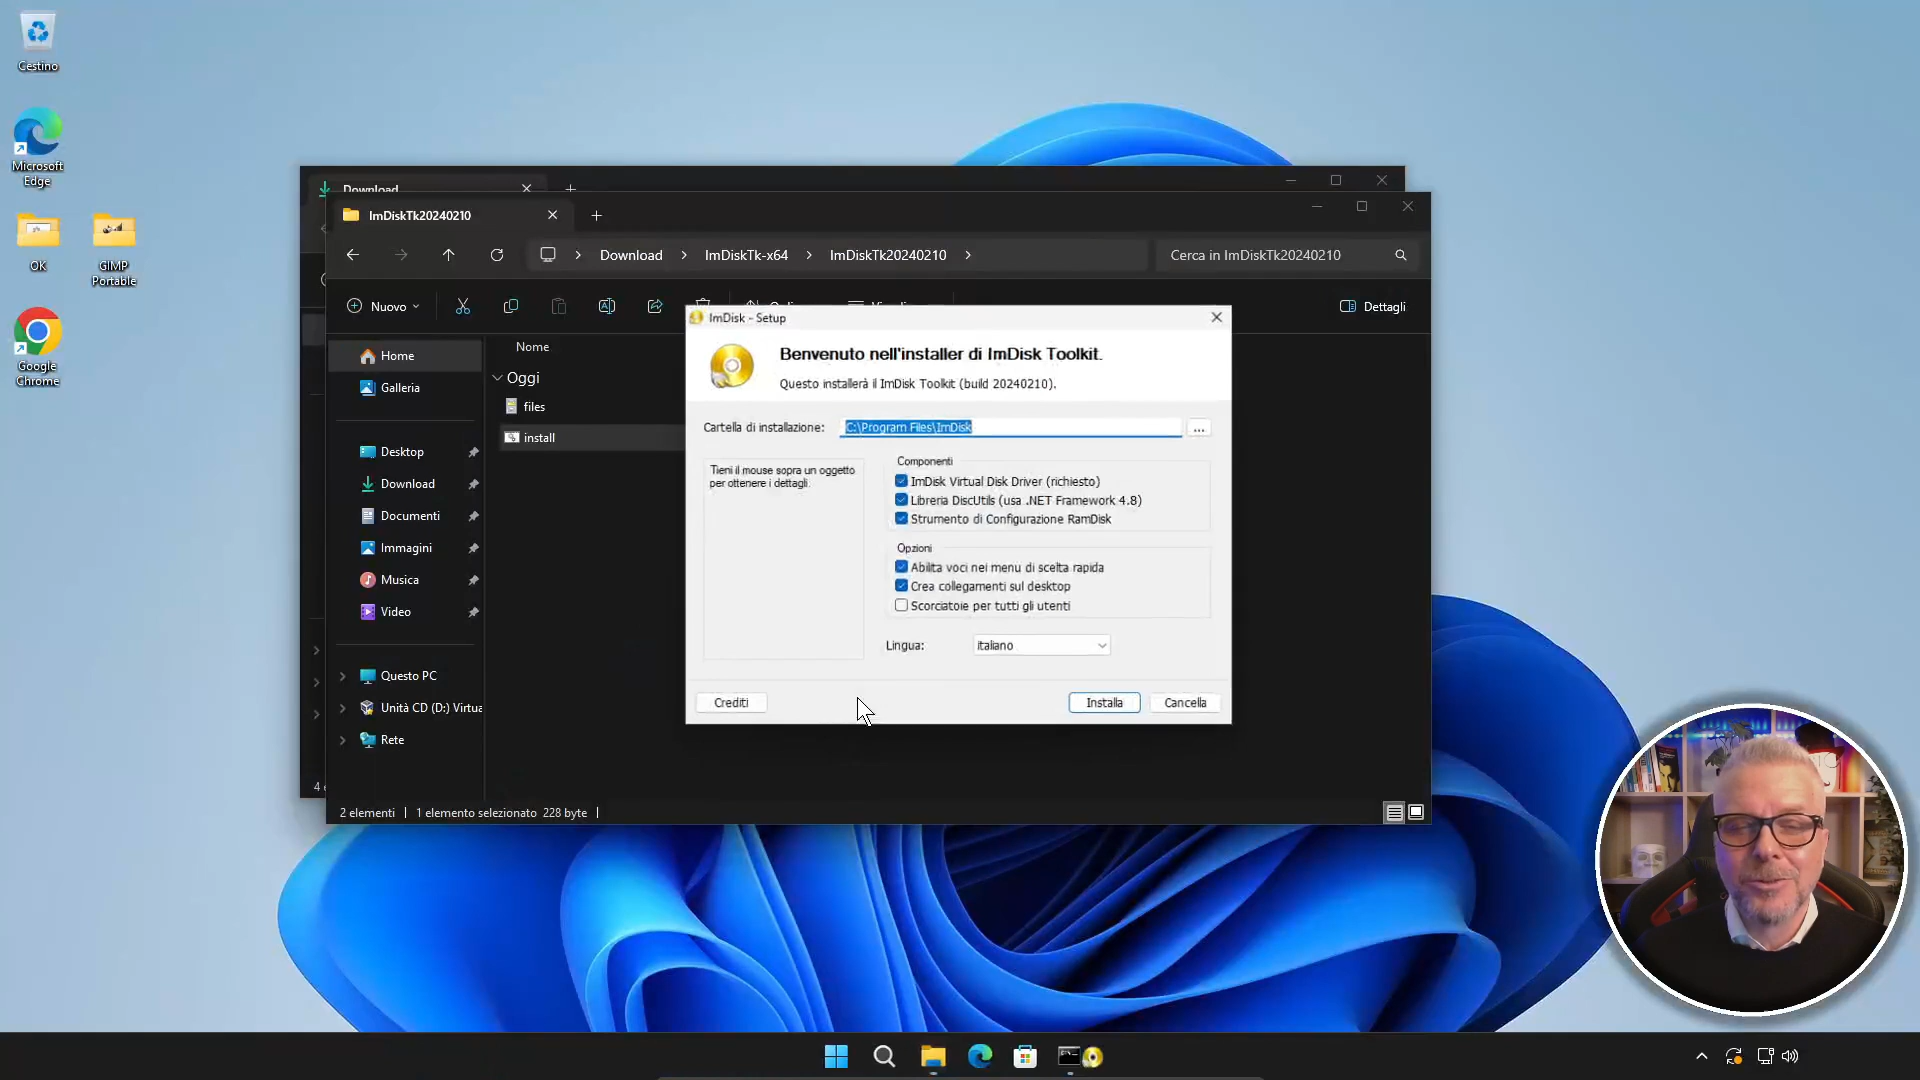 Cestino
Microsoft
Edge
OK
GIMP
Portable
Google
Chrome
Download
ImDiskTk20240210
Download
ImDiskTk-x64
ImDiskTk20240210
Cerca in ImDiskTk20240210
Nuovo
Dettagli
Home
Galleria
Desktop
Download
Documenti
Immagini
Musica
Video
Questo PC
Unità CD (D:) Virtua
Rete
Nome
Oggi
files
install
2 elementi
1 elemento selezionato 228 byte
ImDisk - Setup
Benvenuto nell'installer di ImDisk Toolkit.
Questo installerà il ImDisk Toolkit (build 20240210).
Cartella di installazione:
C:\Program Files\ImDisk
...
Tieni il mouse sopra un oggetto
per ottenere i dettagli.
Componenti
ImDisk Virtual Disk Driver (richiesto)
Libreria DiscUtils (usa .NET Framework 4.8)
Strumento di Configurazione RamDisk
Opzioni
Abilita voci nei menu di scelta rapida
Crea collegamenti sul desktop
Scorciatoie per tutti gli utenti
Lingua:
italiano
Crediti
Installa
Cancella